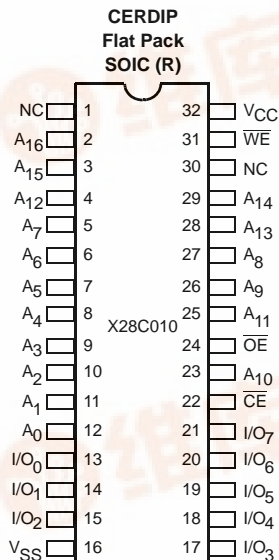 CERDIP
Flat Pack
SOIC (R)
NC 1 32 VCC
A16 2 31 WE
A15 3 30 NC
A12 4 29 A14
A7 5 28 A13
A6 6 27 A8
A5 7 26 A9
A4 8 25 A11
X28C010
A3 9 24 OE
A2 10 23 A10
A1 11 22 CE
A0 12 21 I/O7
I/O0 13 20 I/O6
I/O1 14 19 I/O5
I/O2 15 18 I/O4
VSS 16 17 I/O3